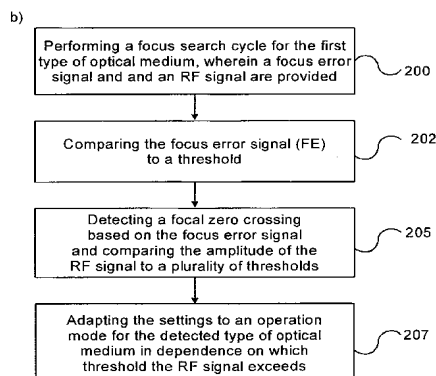 b)
Performing a focus search cycle for the first
type of optical medium, wherein a focus error
signal and and an RF signal are provided
200
Comparing the focus error signal (FE)
to a threshold
202
Detecting a focal zero crossing
based on the focus error signal
and comparing the amplitude of the
RF signal to a plurality of thresholds
205
Adapting the settings to an operation
mode for the detected type of optical
medium in dependence on which
threshold the RF signal exceeds
207